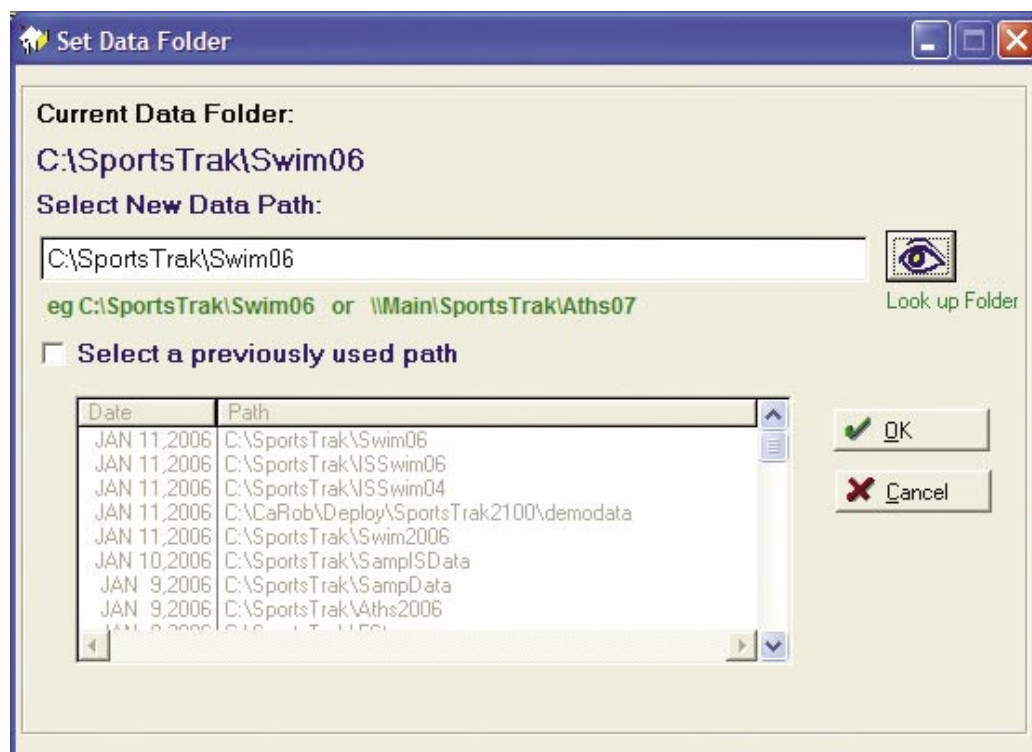 Set Data Folder
Current Data Folder:
C:\SportsTrak\Swim06
Select New Data Path:
C:\SportsTrak\Swim06
Look up Folder
eg C:\SportsTrak\Swim06 or \\Main\SportsTrak\Aths07
Select a previously used path
Date Path
JAN 11,2006 C:\SportsTrak\Swim06
JAN 11,2006 C:\SportsTrak\ISSwim06
JAN 11,2006 C:\SportsTrak\ISSwim04
JAN 11,2006 C:\CaRob\Deploy\SportsTrak2100\demodata
JAN 11,2006 C:\SportsTrak\Swim2006
JAN 10,2006 C:\SportsTrak\SampISData
JAN 9,2006 C:\SportsTrak\SampData
JAN 9,2006 C:\SportsTrak\Aths2006
OK
Cancel